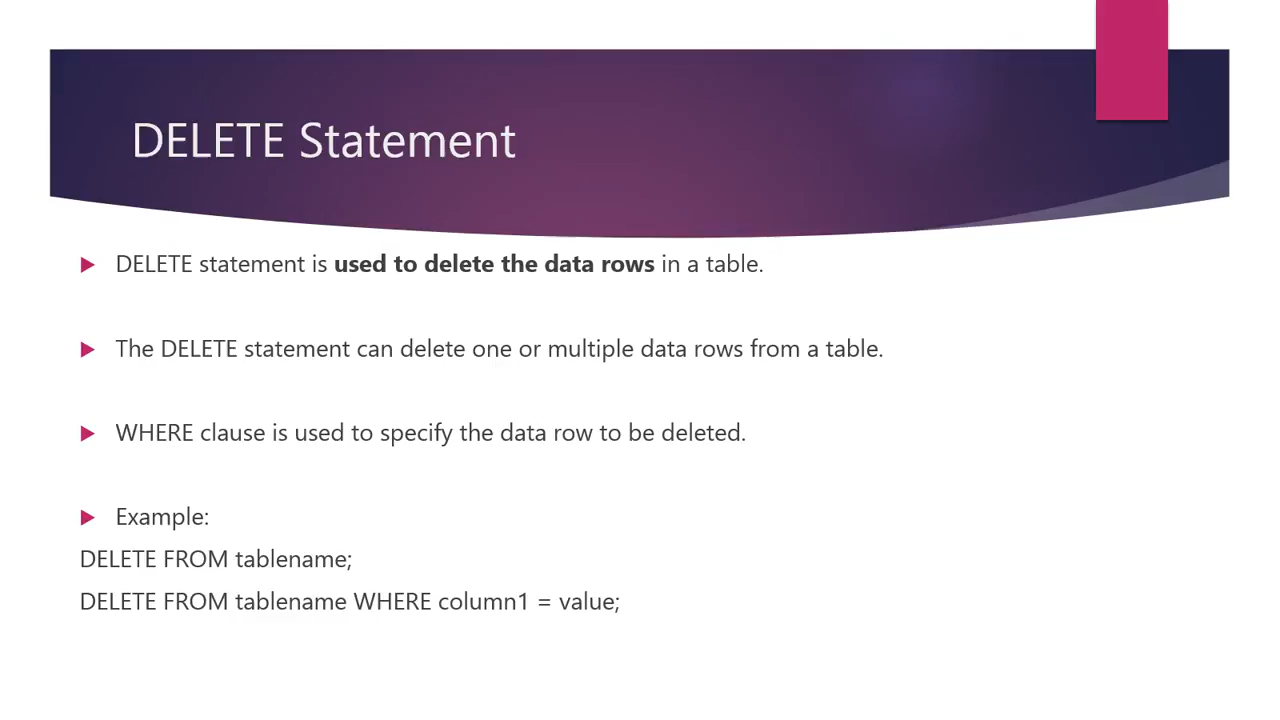 DELETE Statement
DELETE statement is used to delete the data rows in a table.
The DELETE statement can delete one or multiple data rows from a table.
WHERE clause is used to specify the data row to be deleted.
Example:
DELETE FROM tablename;
DELETE FROM tablename WHERE column1 = value;